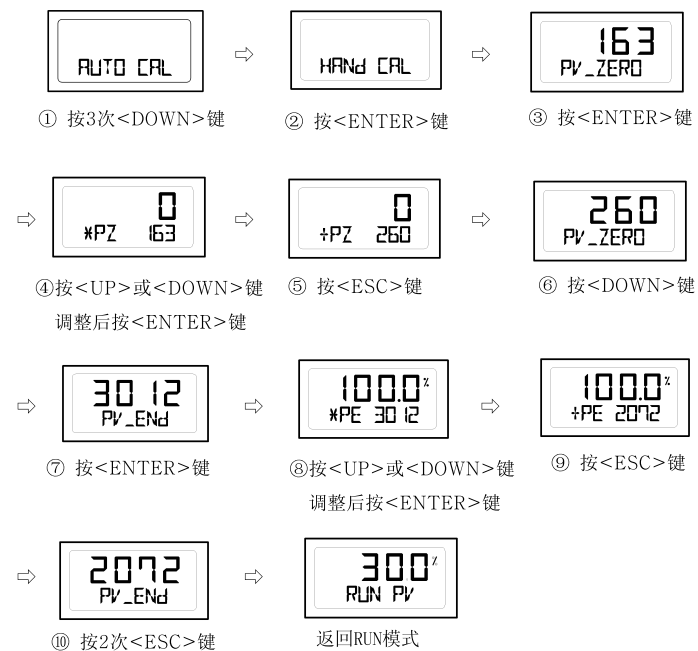 AUTO CAL
① 按3次<DOWN>键
⇨
HANd CAL
② 按<ENTER>键
⇨
163
PV_ZERO
③ 按<ENTER>键
⇨
0
*PZ 163
④按<UP>或<DOWN>键
调整后按<ENTER>键
⇨
0
÷PZ 260
⑤ 按<ESC>键
⇨
260
PV_ZERO
⑥ 按<DOWN>键
⇨
3012
PV_ENd
⑦ 按<ENTER>键
⇨
100.0%
*PE 3012
⑧按<UP>或<DOWN>键
调整后按<ENTER>键
⇨
100.0%
÷PE 2072
⑨ 按<ESC>键
⇨
2072
PV_ENd
⑩ 按2次<ESC>键
⇨
30.0%
RUN PV
返回RUN模式